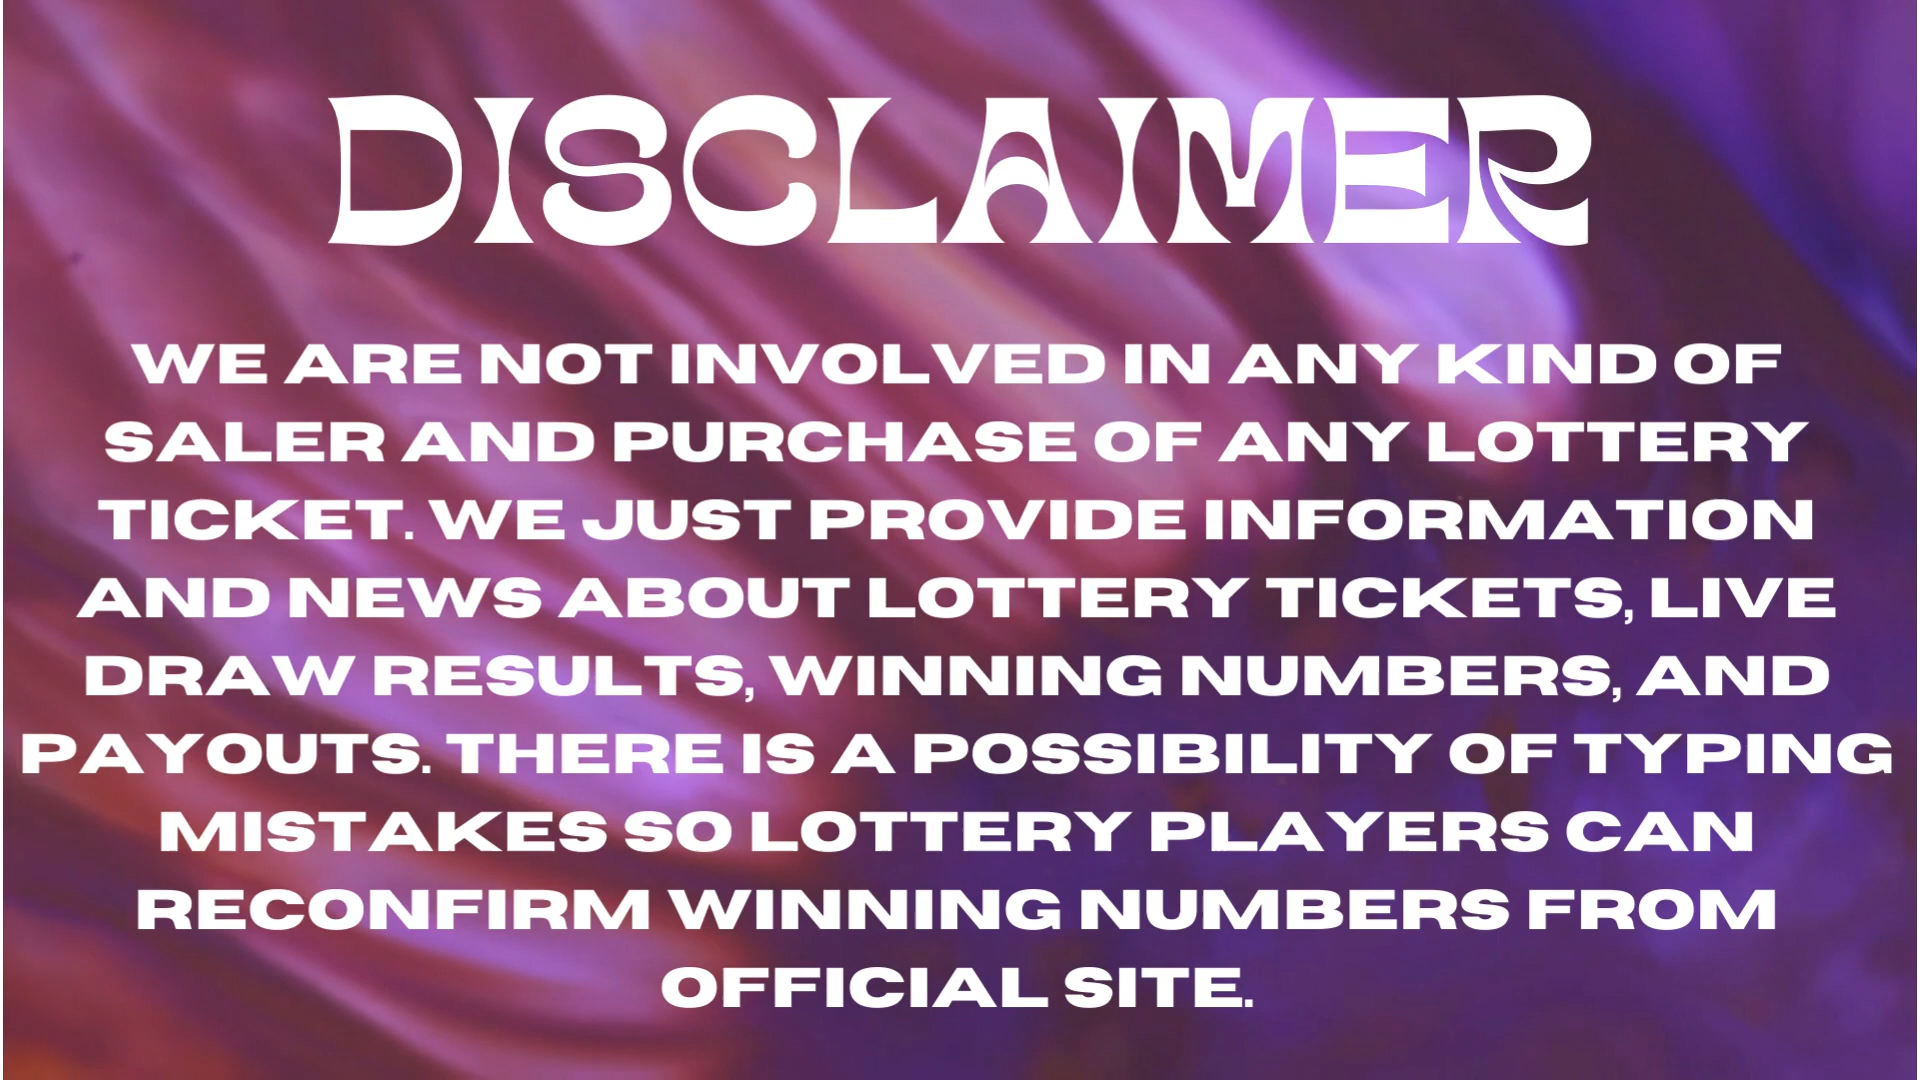 DISCLAIMER
WE ARE NOT INVOLVED IN ANY KIND OF
SALER AND PURCHASE OF ANY LOTTERY
TICKET. WE JUST PROVIDE INFORMATION
AND NEWS ABOUT LOTTERY TICKETS, LIVE
DRAW RESULTS, WINNING NUMBERS, AND
PAYOUTS. THERE IS A POSSIBILITY OF TYPING
MISTAKES SO LOTTERY PLAYERS CAN
RECONFIRM WINNING NUMBERS FROM
OFFICIAL SITE.